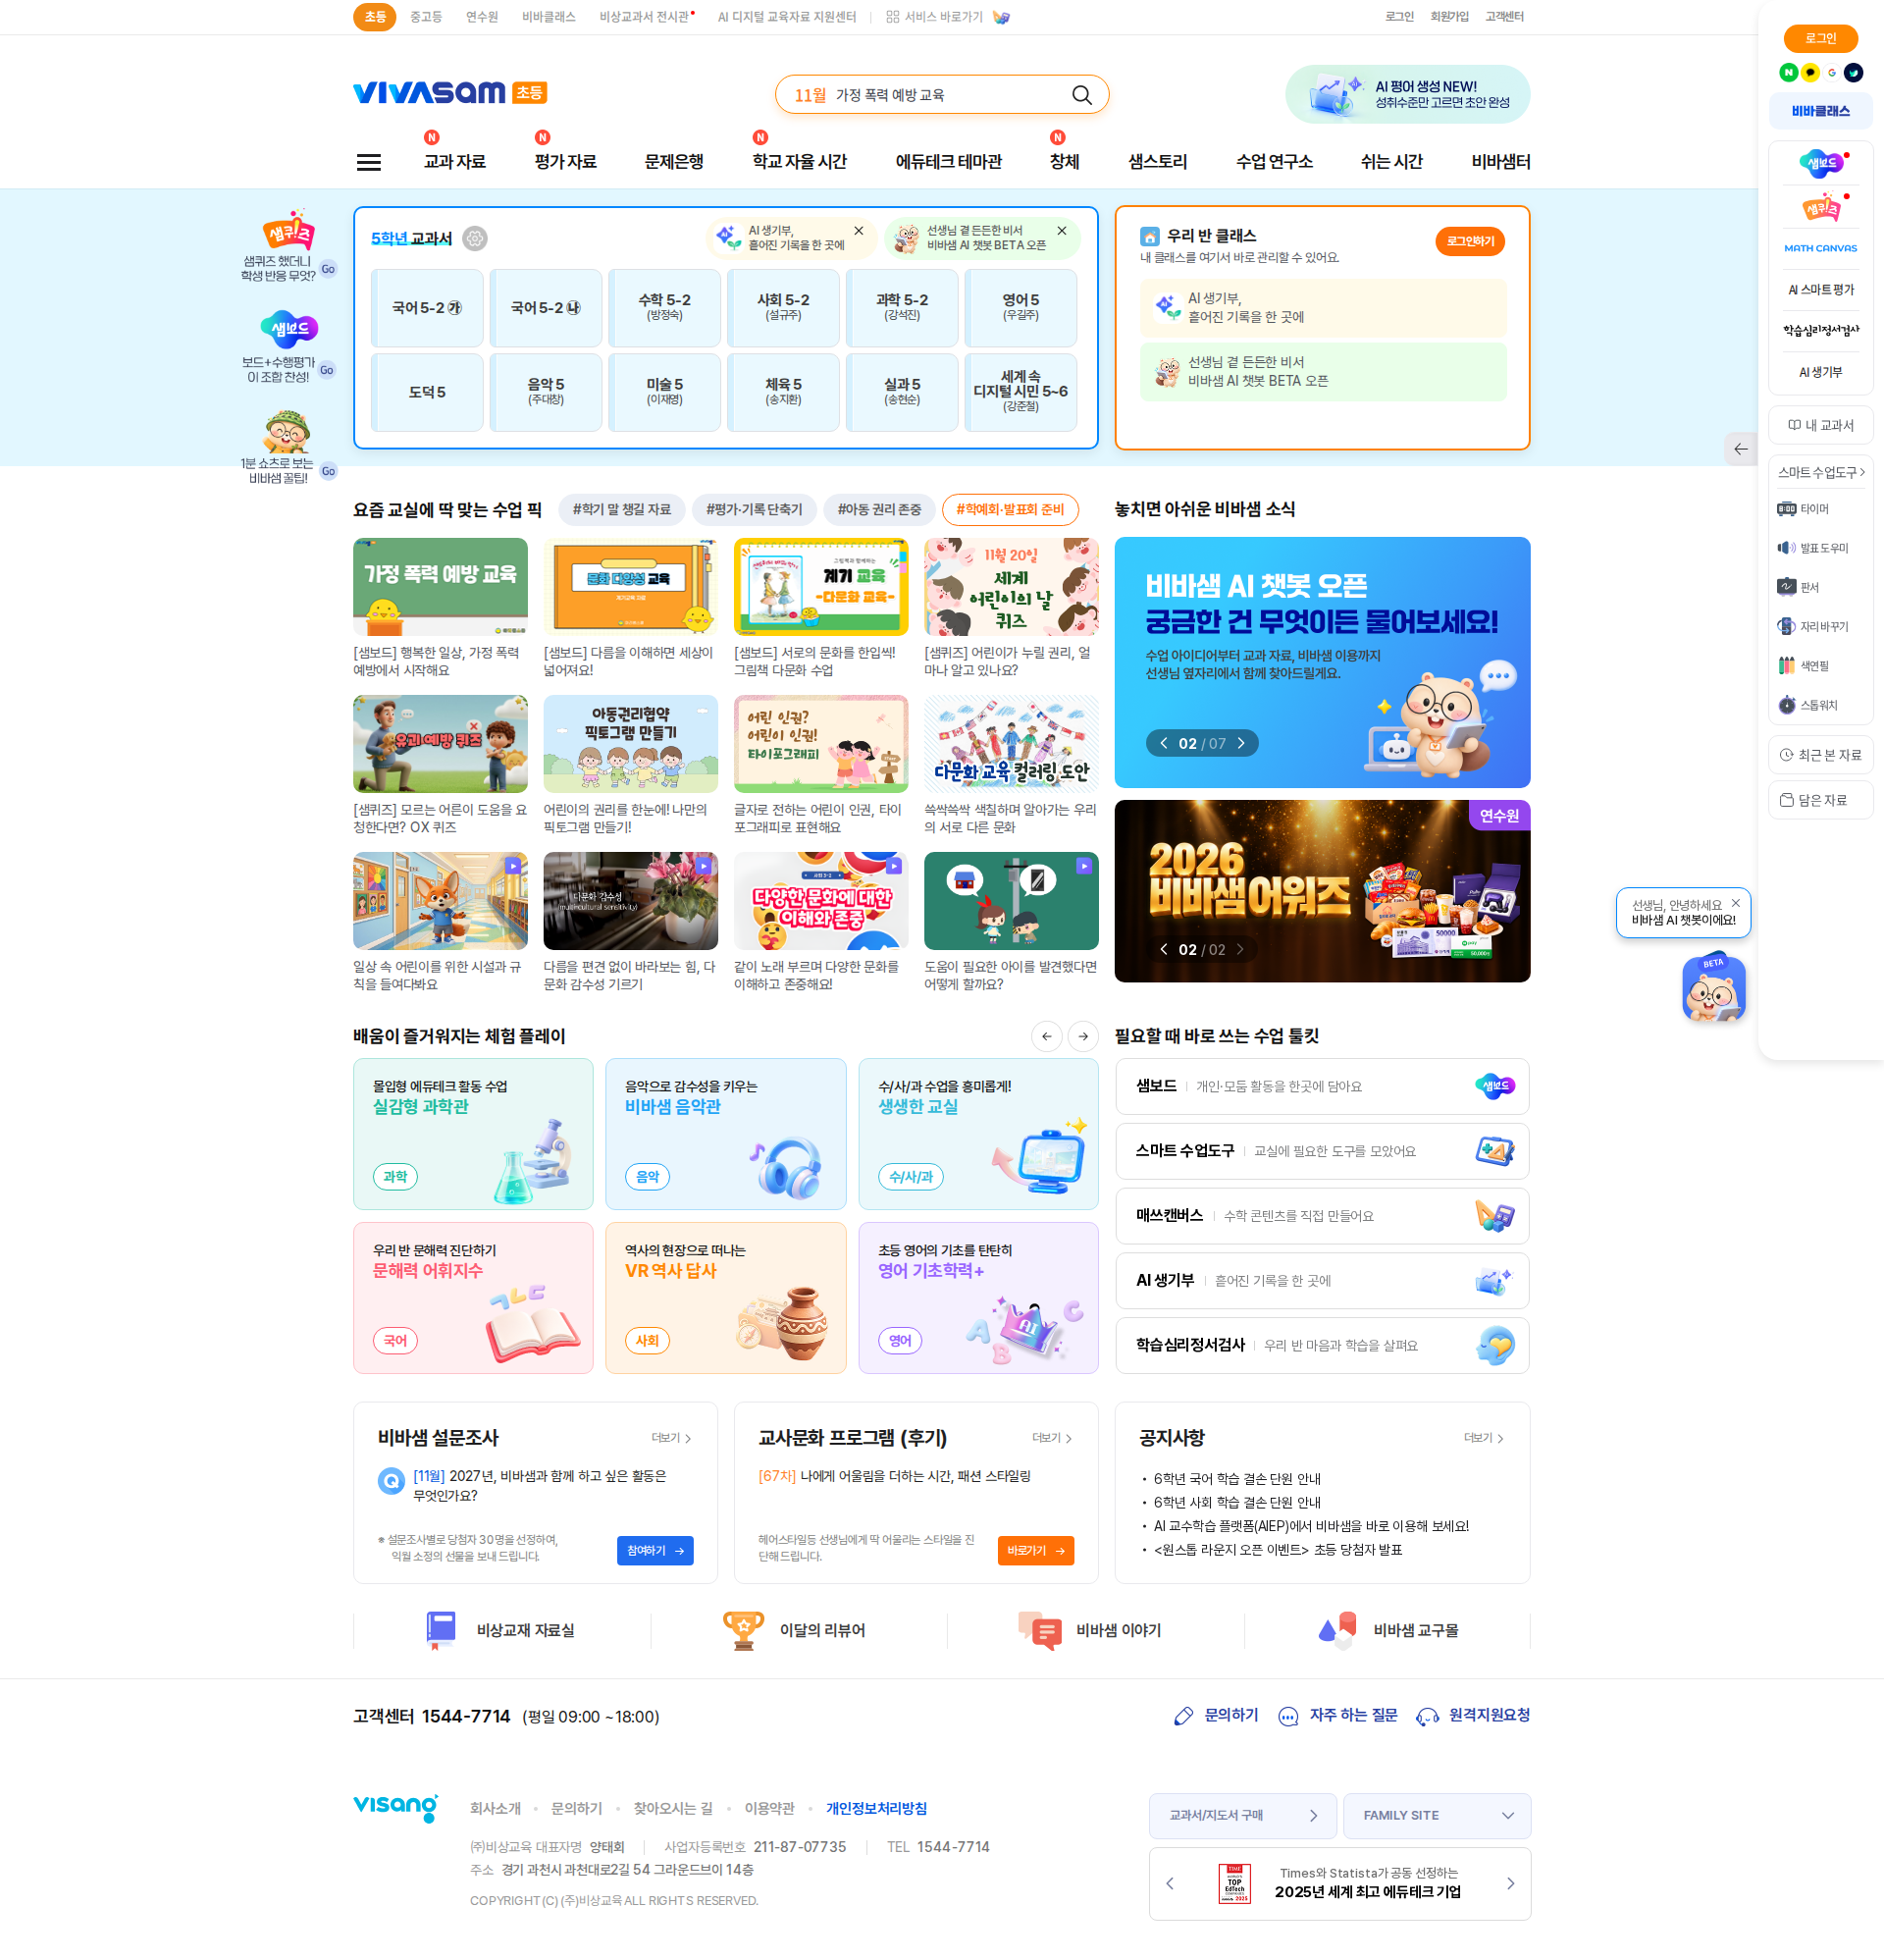 초등 중고등 연수원 비바클래스 비상교과서 전시관 AI 디지털 교육자료 지원센터 서비스 바로가기
로그인 회원가입 고객센터
VIVASAM 초등
11월 가정 폭력 예방 교육
AI 평어 생성 NEW!
성취수준만 고르면 초안 완성
N N N N
교과 자료 평가 자료 문제은행 학교 자율 시간 에듀테크 테마관 창체 샘스토리 수업 연구소 쉬는 시간 비바샘터
샘퀴즈
샘퀴즈 했더니
학생 반응 무엇?
Go
샘보드
보드+수행평가
이 조합 찬성!
Go
1분 쇼츠로 보는
비바샘 꿀팁!
Go
5학년 교과서
AI 생기부,
흩어진 기록을 한 곳에
선생님 곁 든든한 비서
비바샘 AI 챗봇 BETA 오픈
국어 5-2 ㉮
국어 5-2 ㉯
수학 5-2
(방정숙)
사회 5-2
(설규주)
과학 5-2
(강석진)
영어 5
(우길주)
도덕 5
음악 5
(주대창)
미술 5
(이재영)
체육 5
(송지환)
실과 5
(송현순)
세계 속
디지털 시민 5~6
(강준철)
우리 반 클래스
내 클래스를 여기서 바로 관리할 수 있어요.
로그인하기
AI 생기부,
흩어진 기록을 한 곳에
선생님 곁 든든한 비서
비바샘 AI 챗봇 BETA 오픈
요즘 교실에 딱 맞는 수업 픽
#학기 말 책길 자료 #평가·기록 단축기 #아동 권리 존중 #학예회·발표회 준비
가정 폭력 예방 교육
[샘보드] 행복한 일상, 가정 폭력
예방에서 시작해요
문화 다양성 교육
[샘보드] 다름을 이해하면 세상이
넓어져요!
그림책과 함께하는
계기 교육
-다문화 교육-
[샘보드] 서로의 문화를 한입씩!
그림책 다문화 수업
11월 20일
세계
어린이의 날
퀴즈
[샘퀴즈] 어린이가 누릴 권리, 얼
마나 알고 있나요?
유괴 예방 퀴즈
[샘퀴즈] 모르는 어른이 도움을 요
청한다면? OX 퀴즈
아동권리협약
픽토그램 만들기
어린이의 권리를 한눈에! 나만의
픽토그램 만들기!
어린 인권?
어린이 인권!
타이포그래피
글자로 전하는 어린이 인권, 타이
포그래피로 표현해요
다문화 교육 컬러링 도안
쓱싹쓱싹 색칠하며 알아가는 우리
의 서로 다른 문화
일상 속 어린이를 위한 시설과 규
칙을 들여다봐요
다문화 감수성
(multicultural sensitivity)
다름을 편견 없이 바라보는 힘, 다
문화 감수성 기르기
다양한 문화에 대한
이해와 존중
같이 노래 부르며 다양한 문화를
이해하고 존중해요!
도움이 필요한 아이를 발견했다면
어떻게 할까요?
놓치면 아쉬운 비바샘 소식
비바샘 AI 챗봇 오픈
궁금한 건 무엇이든 물어보세요!
수업 아이디어부터 교과 자료, 비바샘 이용까지
선생님 옆자리에서 함께 찾아드릴게요.
02 / 07
연수원
2026
비바샘 어워즈
50000
02 / 02
배움이 즐거워지는 체험 플레이
몰입형 에듀테크 활동 수업
실감형 과학관
과학
음악으로 감수성을 키우는
비바샘 음악관
음악
수/사/과 수업을 흥미롭게!
생생한 교실
수/사/과
우리 반 문해력 진단하기
문해력 어휘지수
국어
역사의 현장으로 떠나는
VR 역사 답사
사회
초등 영어의 기초를 탄탄히
영어 기초학력+
영어
필요할 때 바로 쓰는 수업 툴킷
샘보드 개인·모둠 활동을 한곳에 담아요 샘보드
스마트 수업도구 교실에 필요한 도구를 모았어요
매쓰캔버스 수학 콘텐츠를 직접 만들어요
AI 생기부 흩어진 기록을 한 곳에
학습심리정서검사 우리 반 마음과 학습을 살펴요
비바샘 설문조사
더보기
Q [11월] 2027년, 비바샘과 함께 하고 싶은 활동은
무엇인가요?
※ 설문조사별로 당첨자 30명을 선정하여,
익월 소정의 선물을 보내 드립니다.
참여하기
교사문화 프로그램 (후기)
더보기
[67차] 나에게 어울림을 더하는 시간, 패션 스타일링
헤어스타일등 선생님에게 딱 어울리는 스타일을 진
단해 드립니다.
바로가기
공지사항
더보기
· 6학년 국어 학습 결손 단원 안내
· 6학년 사회 학습 결손 단원 안내
· AI 교수학습 플랫폼(AIEP)에서 비바샘을 바로 이용해 보세요!
· <원스톱 라운지 오픈 이벤트> 초등 당첨자 발표
비상교재 자료실 이달의 리뷰어 비바샘 이야기 비바샘 교구몰
고객센터 1544-7714 (평일 09:00 ~ 18:00)
문의하기 자주 하는 질문 원격지원요청
visang
회사소개 문의하기 찾아오시는 길 이용약관 개인정보처리방침
㈜비상교육 대표자명 양태회 사업자등록번호 211-87-07735 TEL 1544-7714
주소 경기 과천시 과천대로2길 54 그라운드브이 14층
COPYRIGHT (C) (주)비상교육 ALL RIGHTS RESERVED.
교과서/지도서 구매
FAMILY SITE
TIME
TOP
EdTech
2025
Times와 Statista가 공동 선정하는
2025년 세계 최고 에듀테크 기업
로그인
비바클래스
샘보드
샘퀴즈
MATH CANVAS
AI 스마트 평가
학습심리정서검사
AI 생기부
내 교과서
스마트 수업도구
타이머
발표도우미
판서
자리바꾸기
색연필
스톱워치
최근 본 자료
담은 자료
선생님, 안녕하세요
비바샘 AI 챗봇이에요!
BETA